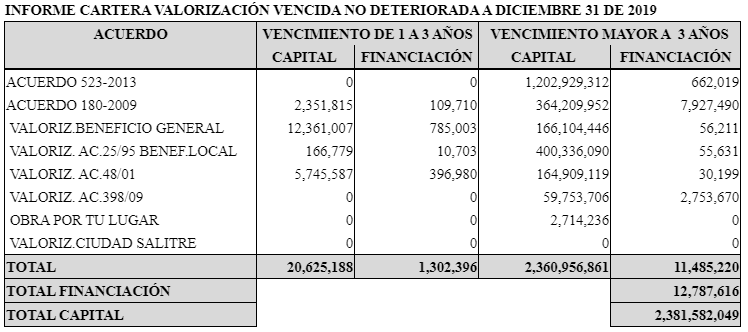 INFORME CARTERA VALORIZACIÓN VENCIDA NO DETERIORADA A DICIEMBRE 31 DE 2019
ACUERDO VENCIMIENTO DE 1 A 3 AÑOS VENCIMIENTO MAYOR A 3 AÑOS
CAPITAL FINANCIACIÓN CAPITAL FINANCIACIÓN
ACUERDO 523-2013 0 0 1,202,929,312 662,019
ACUERDO 180-2009 2,351,815 109,710 364,209,952 7,927,490
VALORIZ.BENEFICIO GENERAL 12,361,007 785,003 166,104,446 56,211
VALORIZ. AC.25/95 BENEF.LOCAL 166,779 10,703 400,336,090 55,631
VALORIZ. AC.48/01 5,745,587 396,980 164,909,119 30,199
VALORIZ. AC.398/09 0 0 59,753,706 2,753,670
OBRA POR TU LUGAR 0 0 2,714,236 0
VALORIZ.CIUDAD SALITRE 0 0 0 0
TOTAL 20,625,188 1,302,396 2,360,956,861 11,485,220
TOTAL FINANCIACIÓN 12,787,616
TOTAL CAPITAL 2,381,582,049